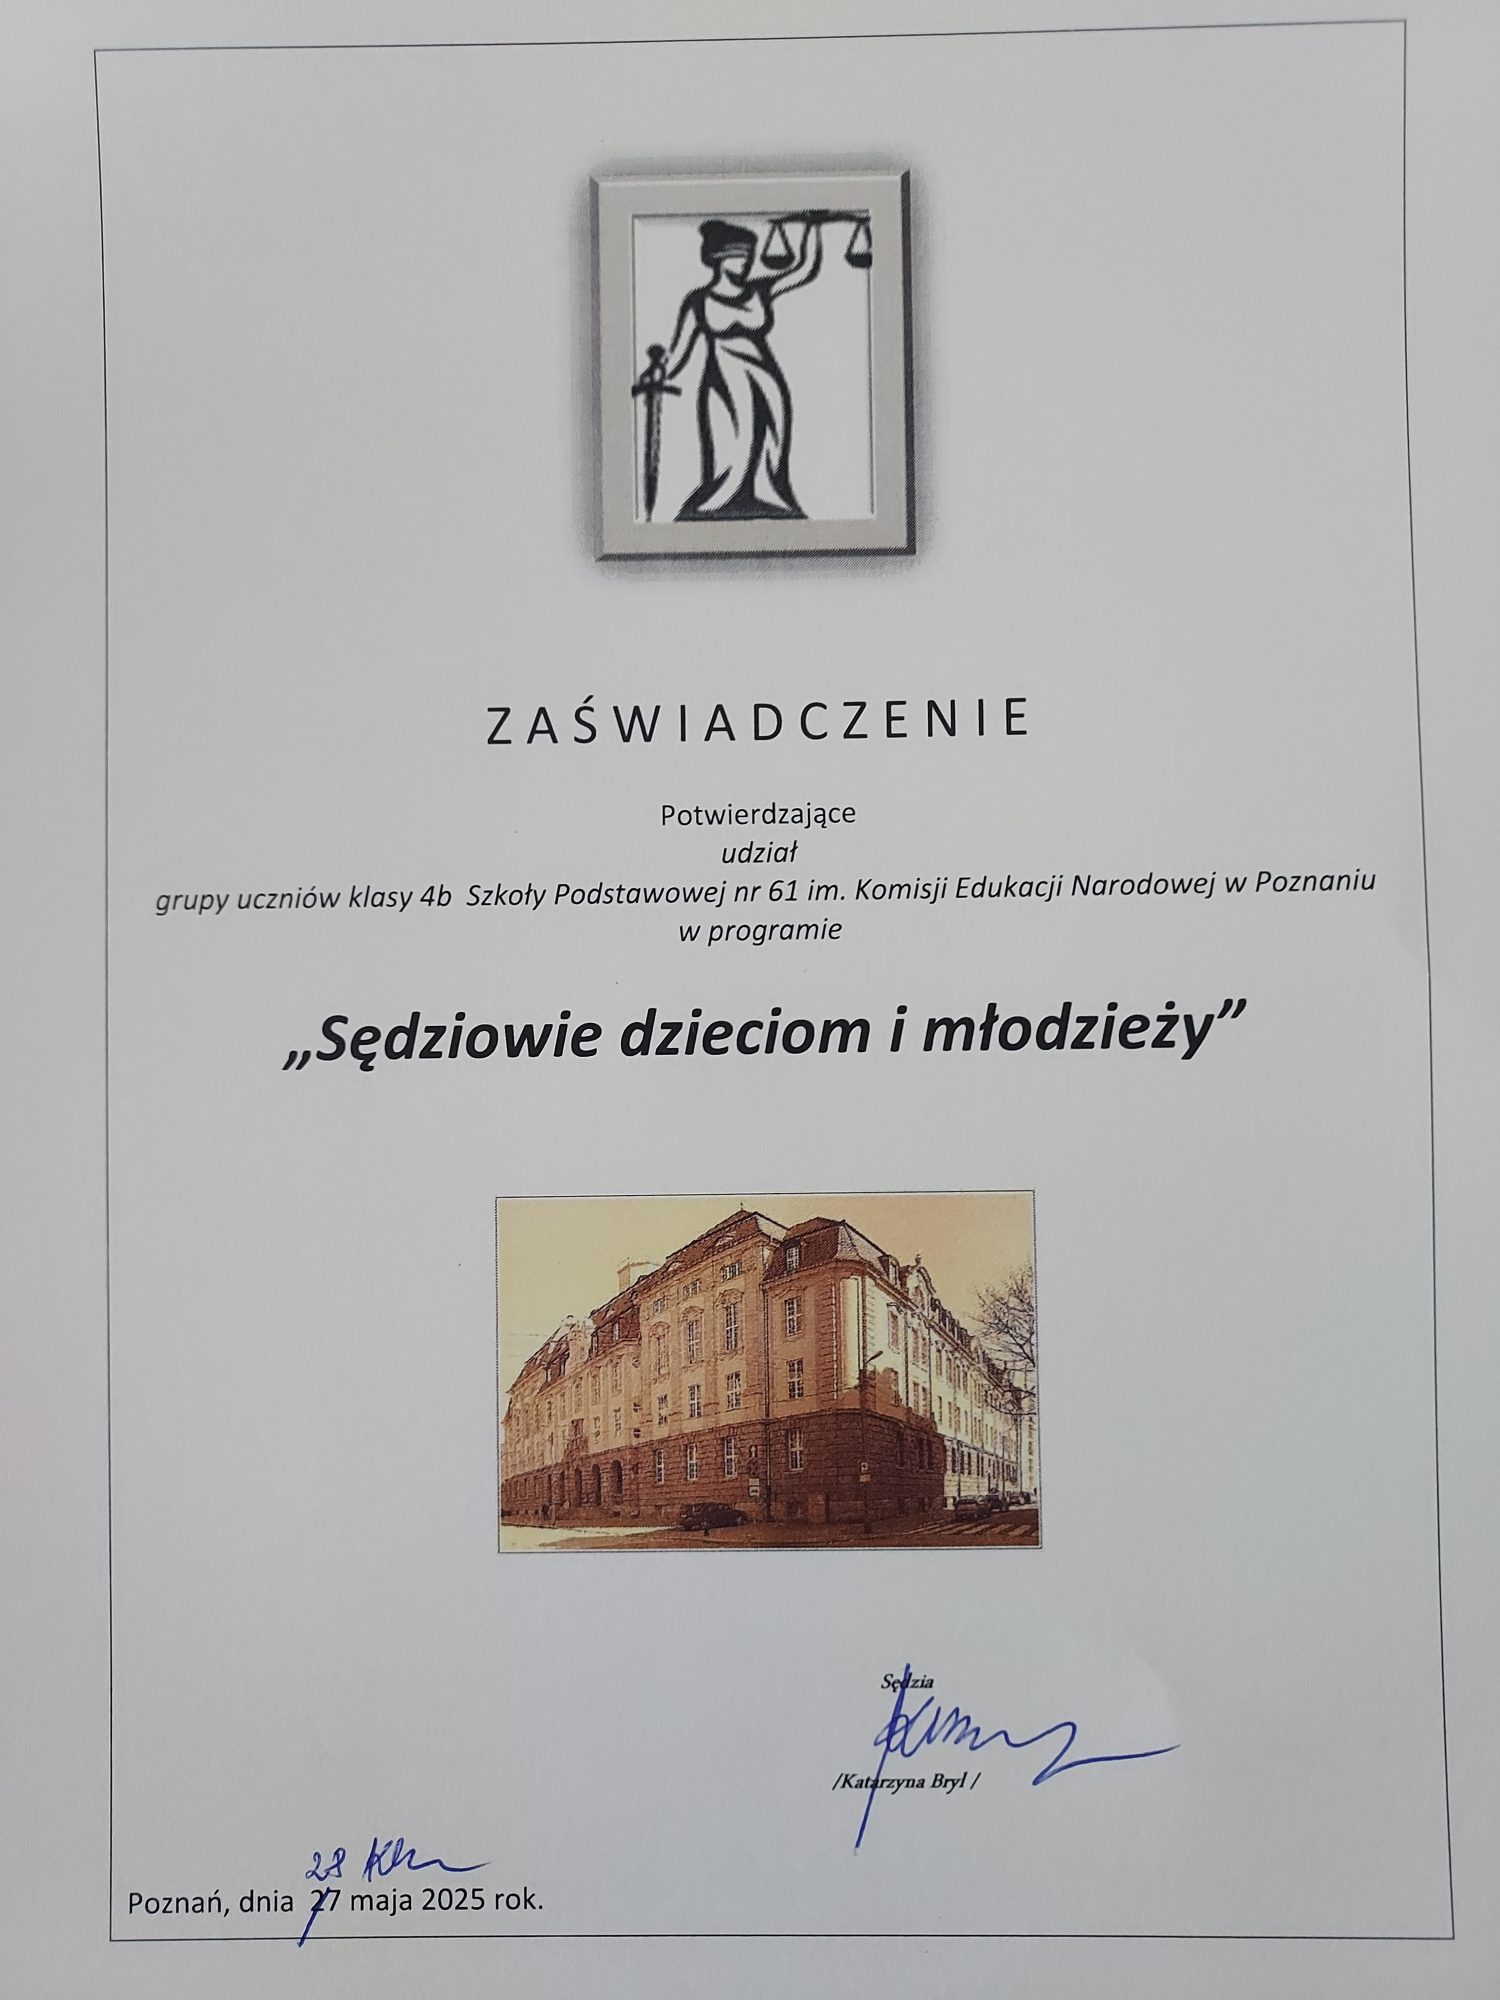 ZAŚWIADCZENIE
Potwierdzające
udział
grupy uczniów klasy 4b Szkoły Podstawowej nr 61 im. Komisji Edukacji Narodowej w Poznaniu
w programie
„Sędziowie dzieciom i młodzieży”
Sędzia
/Katarzyna Bryl /
28
Poznań, dnia 27 maja 2025 rok.